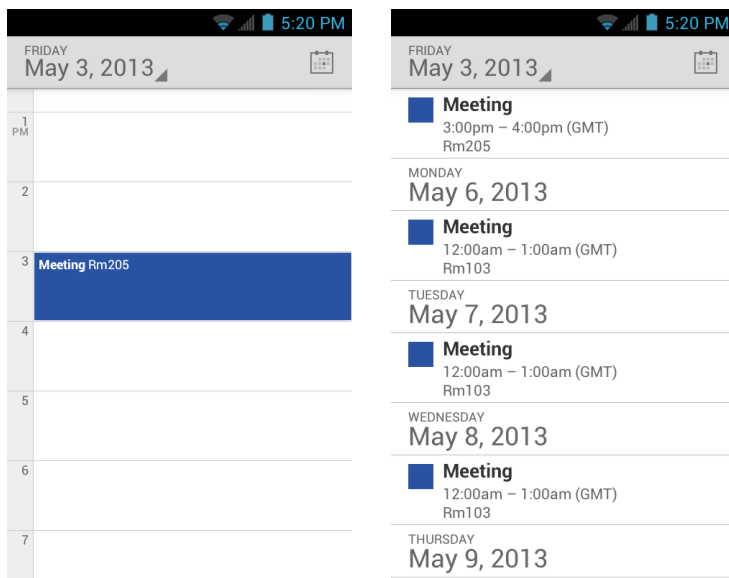 5:20 PM
FRIDAY
May 3, 2013
1
PM
2
3 Meeting Rm205
4
5
6
7
5:20 PM
FRIDAY
May 3, 2013
Meeting
3:00pm – 4:00pm (GMT)
Rm205
MONDAY
May 6, 2013
Meeting
12:00am – 1:00am (GMT)
Rm103
TUESDAY
May 7, 2013
Meeting
12:00am – 1:00am (GMT)
Rm103
WEDNESDAY
May 8, 2013
Meeting
12:00am – 1:00am (GMT)
Rm103
THURSDAY
May 9, 2013